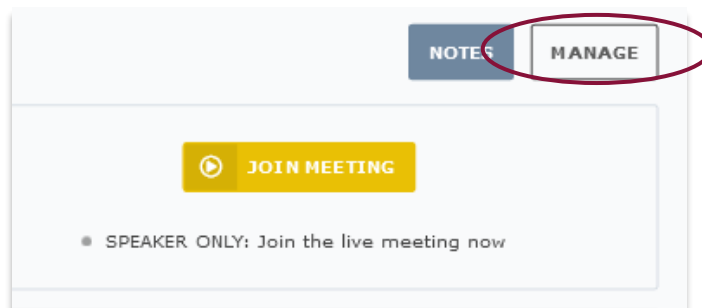 NOTES
MANAGE
JOIN MEETING
SPEAKER ONLY: Join the live meeting now